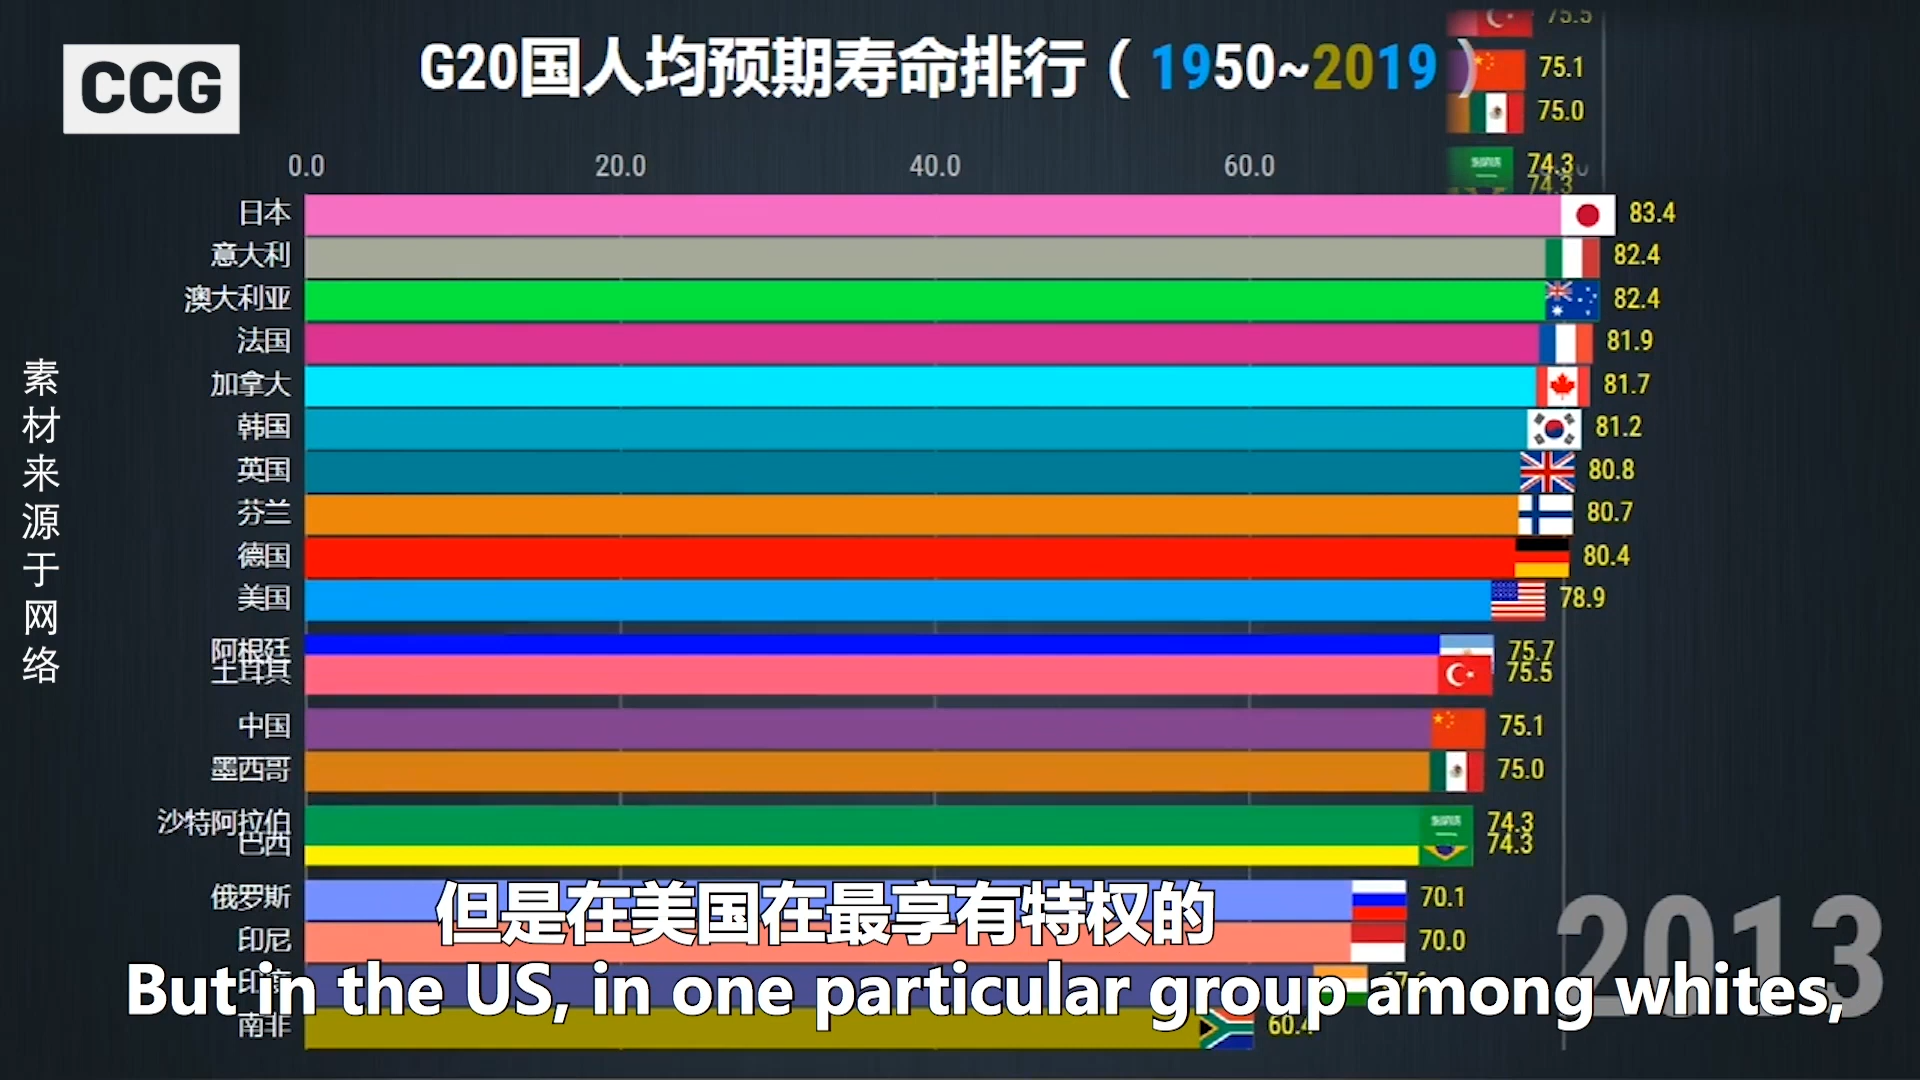 CCG
G20国人均预期寿命排行（1950~2019）
75.5
75.1
75.0
74.3
74.3
0.0 20.0 40.0 60.0
日本 83.4
意大利 82.4
澳大利亚 82.4
法国 81.9
加拿大 81.7
韩国 81.2
英国 80.8
芬兰 80.7
德国 80.4
美国 78.9
阿根廷 75.7
土耳其 75.5
中国 75.1
墨西哥 75.0
沙特阿拉伯 74.3
巴西 74.3
俄罗斯 70.1
印尼 70.0
南非 60.4
2013
素材来源于网络
但是在美国在最享有特权的
But in the US, in one particular group among whites,